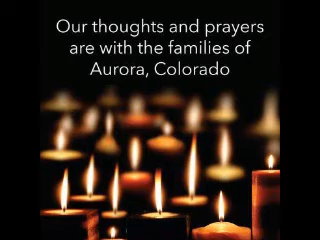 Our thoughts and prayers
are with the families of
Aurora, Colorado